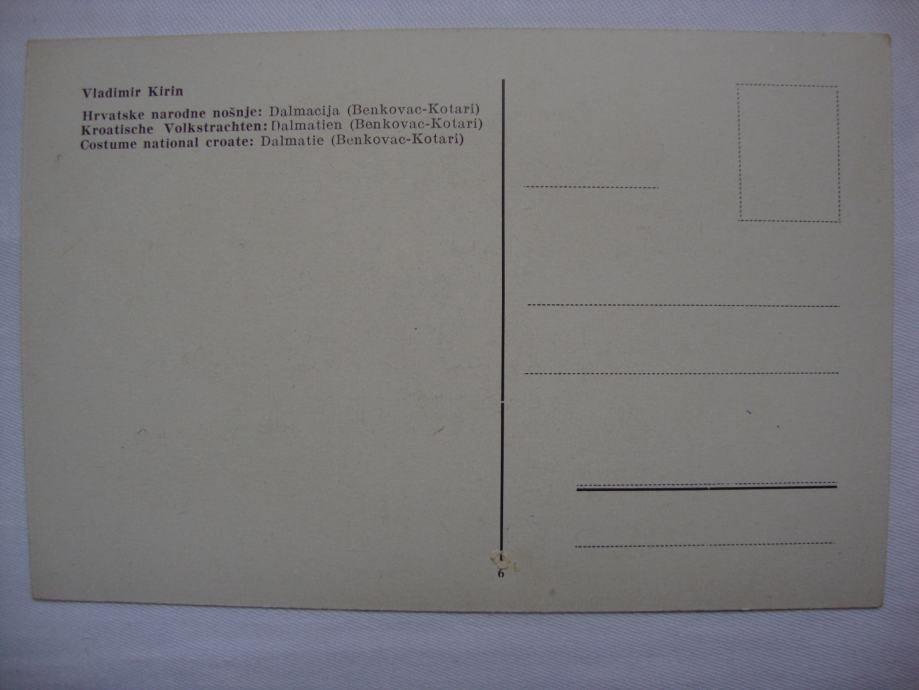 Vladimir Kirin
Hrvatske narodne nošnje: Dalmacija (Benkovac-Kotari)
Kroatische Volkstrachten: Dalmatien (Benkovac-Kotari)
Costume national croate: Dalmatie (Benkovac-Kotari)
6